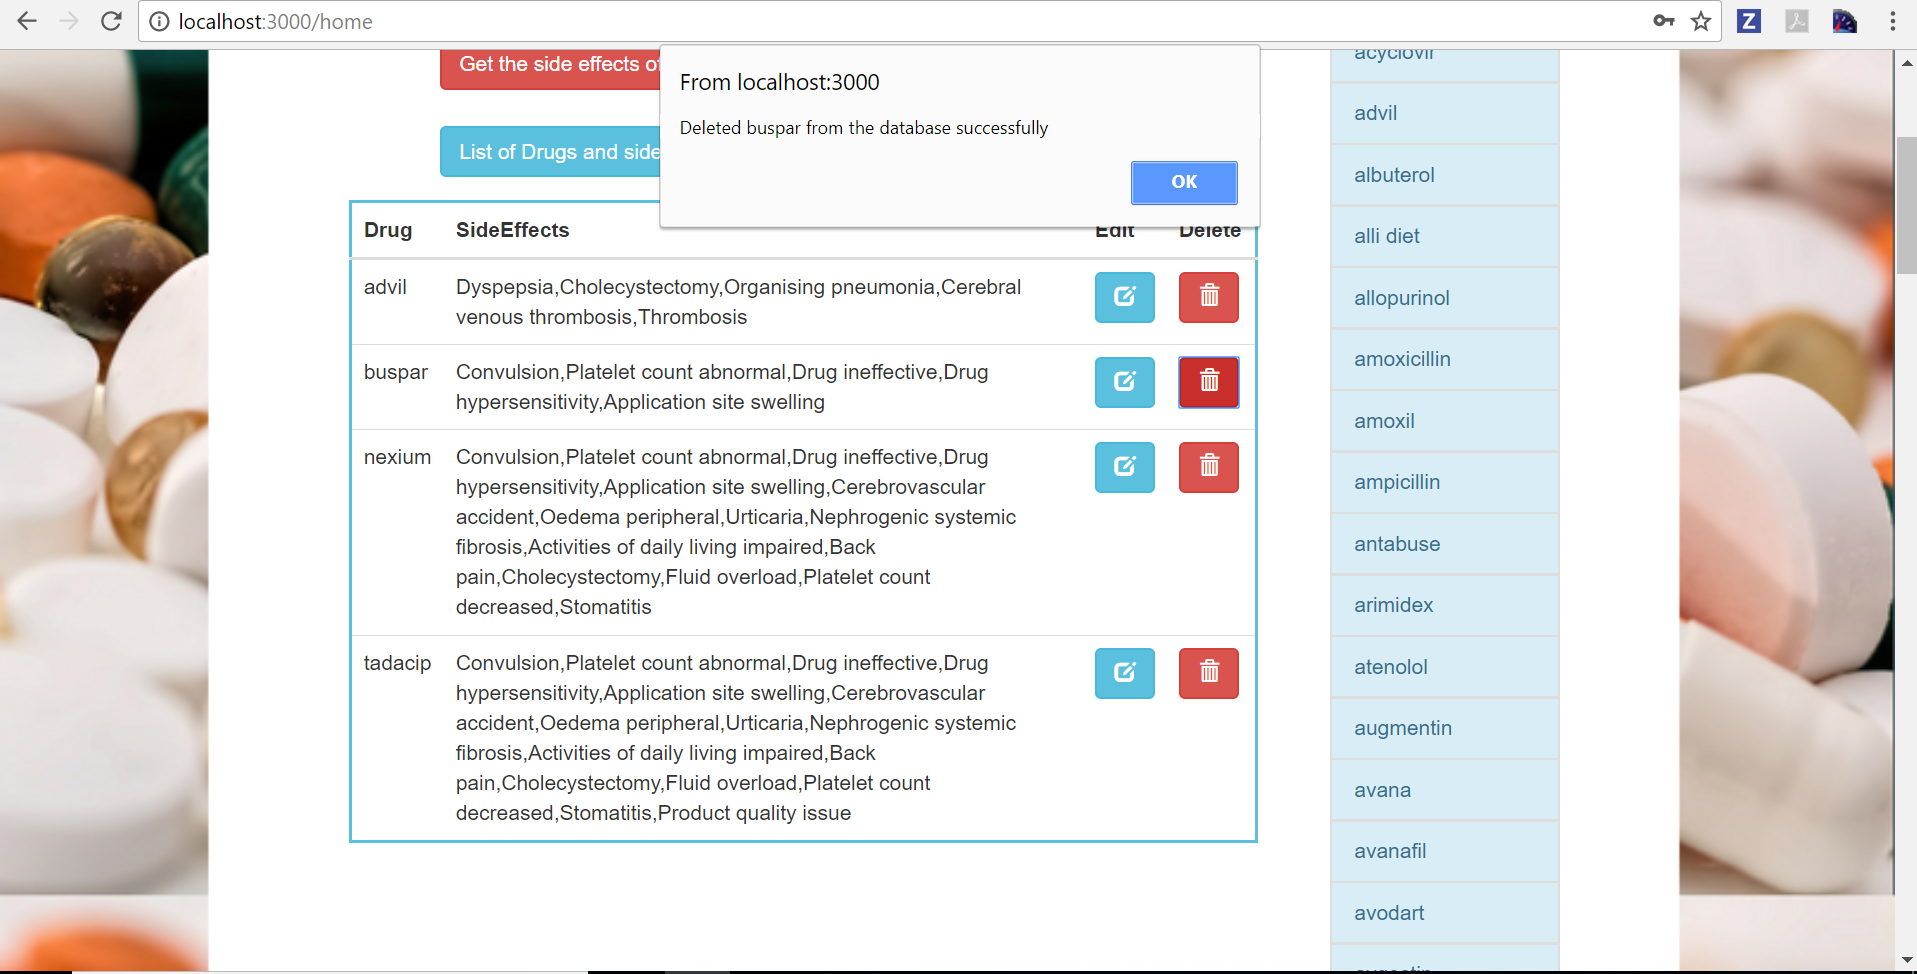 localhost:3000/home
Get the side effects of
List of Drugs and side
From localhost:3000
Deleted buspar from the database successfully
OK
Drug SideEffects Edit Delete
advil Dyspepsia,Cholecystectomy,Organising pneumonia,Cerebral
venous thrombosis,Thrombosis
buspar Convulsion,Platelet count abnormal,Drug ineffective,Drug
hypersensitivity,Application site swelling
nexium Convulsion,Platelet count abnormal,Drug ineffective,Drug
hypersensitivity,Application site swelling,Cerebrovascular
accident,Oedema peripheral,Urticaria,Nephrogenic systemic
fibrosis,Activities of daily living impaired,Back
pain,Cholecystectomy,Fluid overload,Platelet count
decreased,Stomatitis
tadacip Convulsion,Platelet count abnormal,Drug ineffective,Drug
hypersensitivity,Application site swelling,Cerebrovascular
accident,Oedema peripheral,Urticaria,Nephrogenic systemic
fibrosis,Activities of daily living impaired,Back
pain,Cholecystectomy,Fluid overload,Platelet count
decreased,Stomatitis,Product quality issue
acyclovir
advil
albuterol
alli diet
allopurinol
amoxicillin
amoxil
ampicillin
antabuse
arimidex
atenolol
augmentin
avana
avanafil
avodart
Z